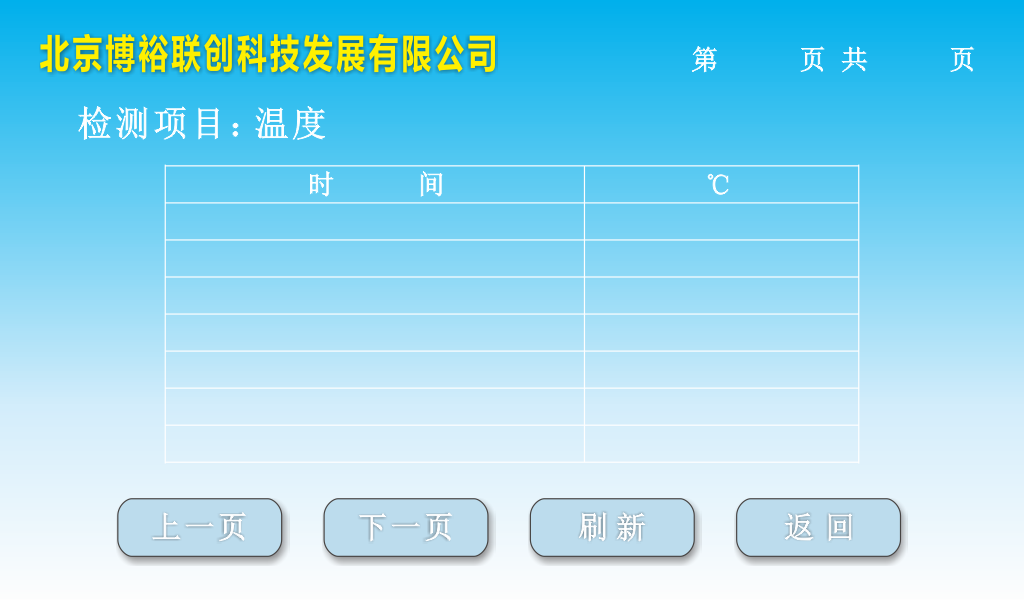 北京博裕联创科技发展有限公司
第 页 共 页
检测项目:温度
时 间 ℃
上一页 下一页 刷新 返回